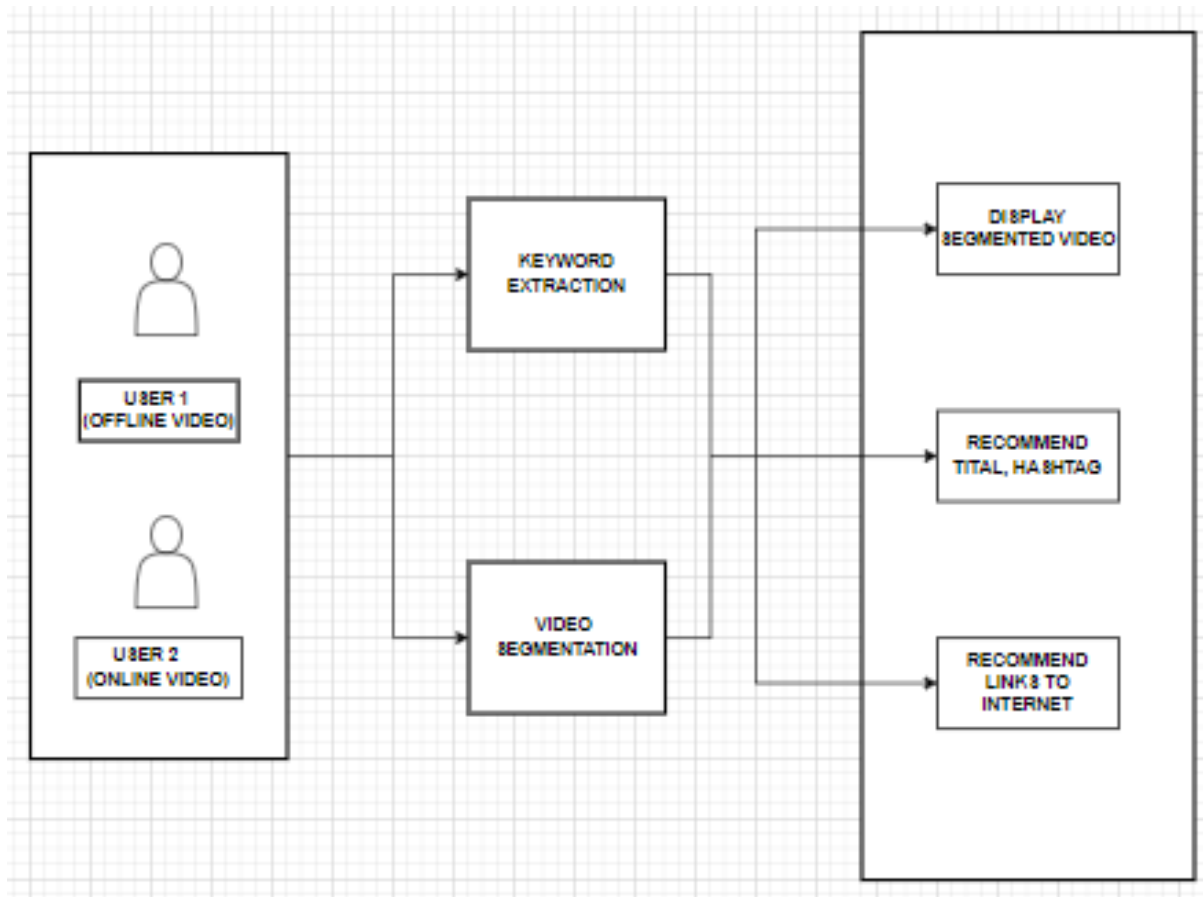 USER 1
(OFFLINE VIDEO)
USER 2
(ONLINE VIDEO)
KEYWORD
EXTRACTION
VIDEO
SEGMENTATION
DISPLAY
SEGMENTED VIDEO
RECOMMEND
TITAL, HASHTAG
RECOMMEND
LINKS TO
INTERNET